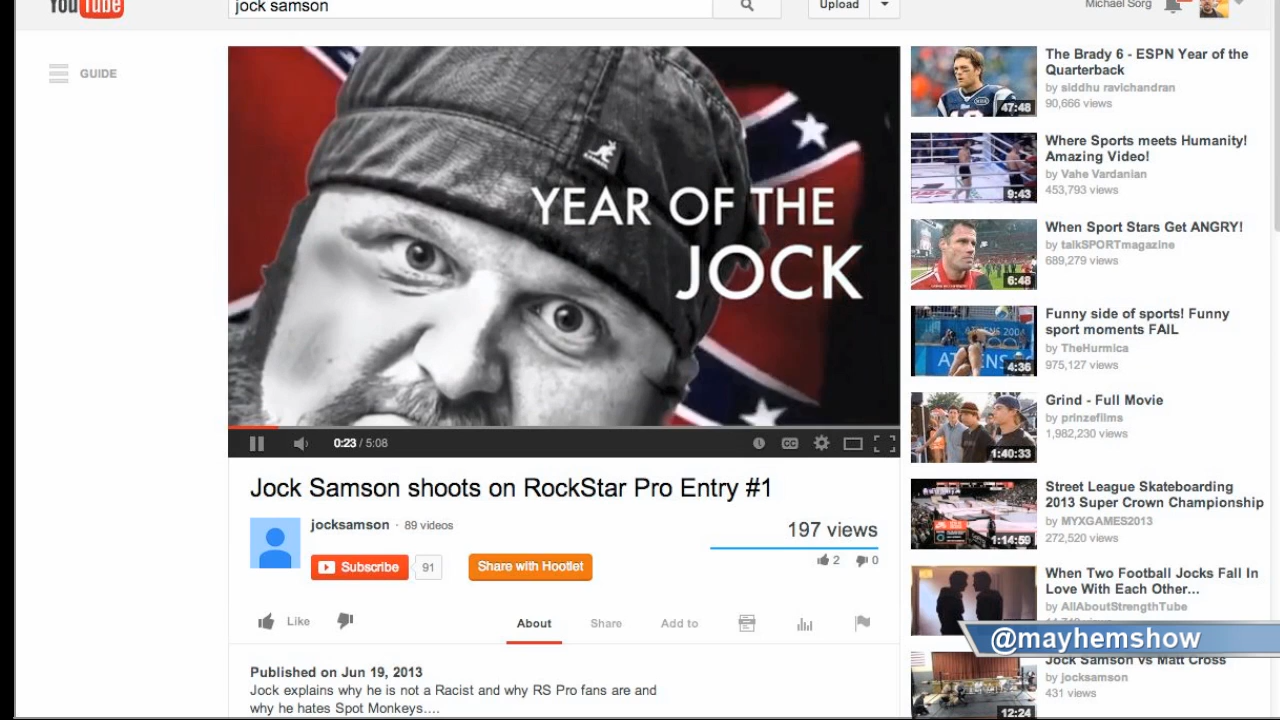 YouTube
jock samson
Upload
Michael Sorg
GUIDE
KANGOL
YEAR OF THE
JOCK
0:23 / 5:08
CC
Jock Samson shoots on RockStar Pro Entry #1
jocksamson · 89 videos
Subscribe
91
Share with Hootlet
197 views
2
0
Like
About
Share
Add to
Published on Jun 19, 2013
Jock explains why he is not a Racist and why RS Pro fans are and
why he hates Spot Monkeys....
47:48
The Brady 6 - ESPN Year of the
Quarterback
by siddhu ravichandran
90,666 views
9:43
Where Sports meets Humanity!
Amazing Video!
by Vahe Vardanian
453,793 views
6:48
When Sport Stars Get ANGRY!
by talkSPORTmagazine
689,279 views
ATHENS 2004
ATHENS
4:36
Funny side of sports! Funny
sport moments FAIL
by TheHurmica
975,127 views
1:40:33
Grind - Full Movie
by prinzefilms
1,982,230 views
1:14:59
Street League Skateboarding
2013 Super Crown Championship
by MYXGAMES2013
272,520 views
When Two Football Jocks Fall In
Love With Each Other...
by AllAboutStrengthTube
@mayhemshow
12:24
Jock Samson Vs Matt Cross
by jocksamson
431 views